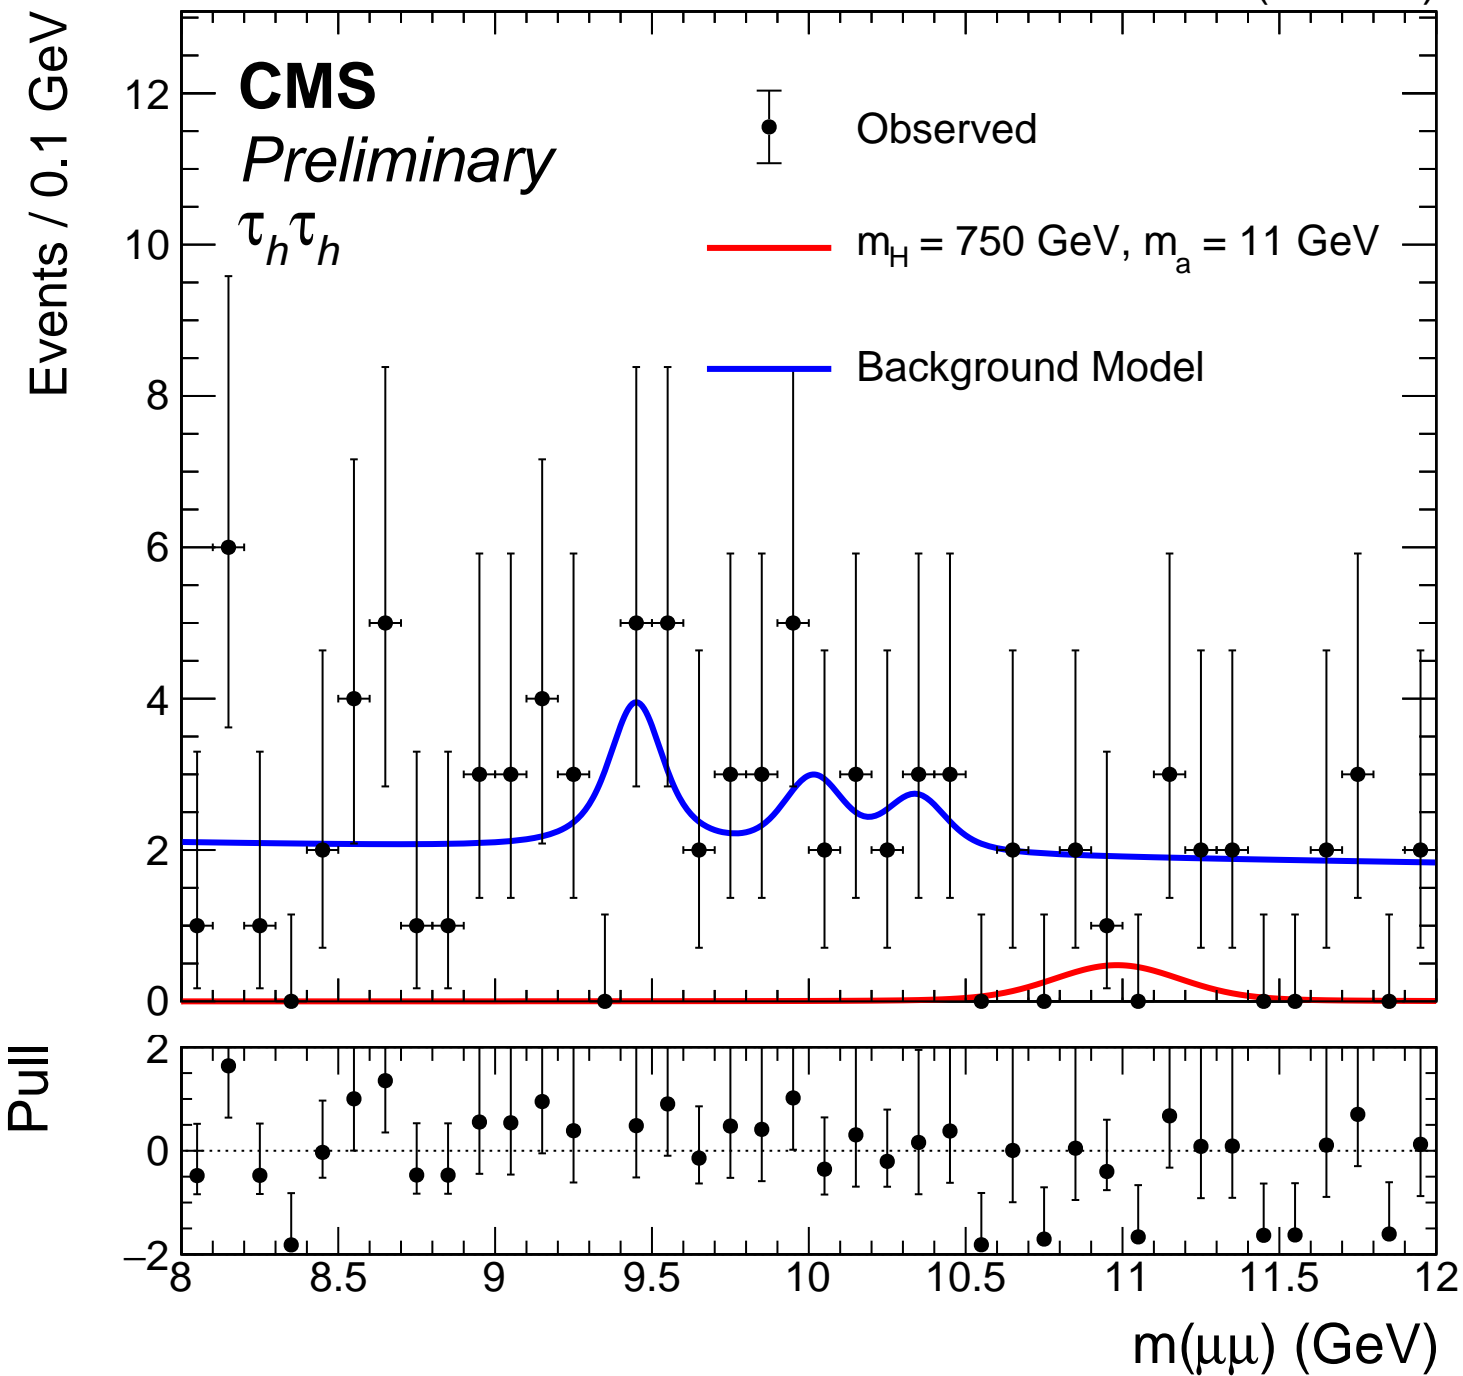 CMS
Preliminary
τhτh
Observed
mH = 750 GeV, ma = 11 GeV
Background Model
Events / 0.1 GeV
12
10
8
6
4
2
0
Pull
2
0
−2
8 8.5 9 9.5 10 10.5 11 11.5 12
m(μμ) (GeV)